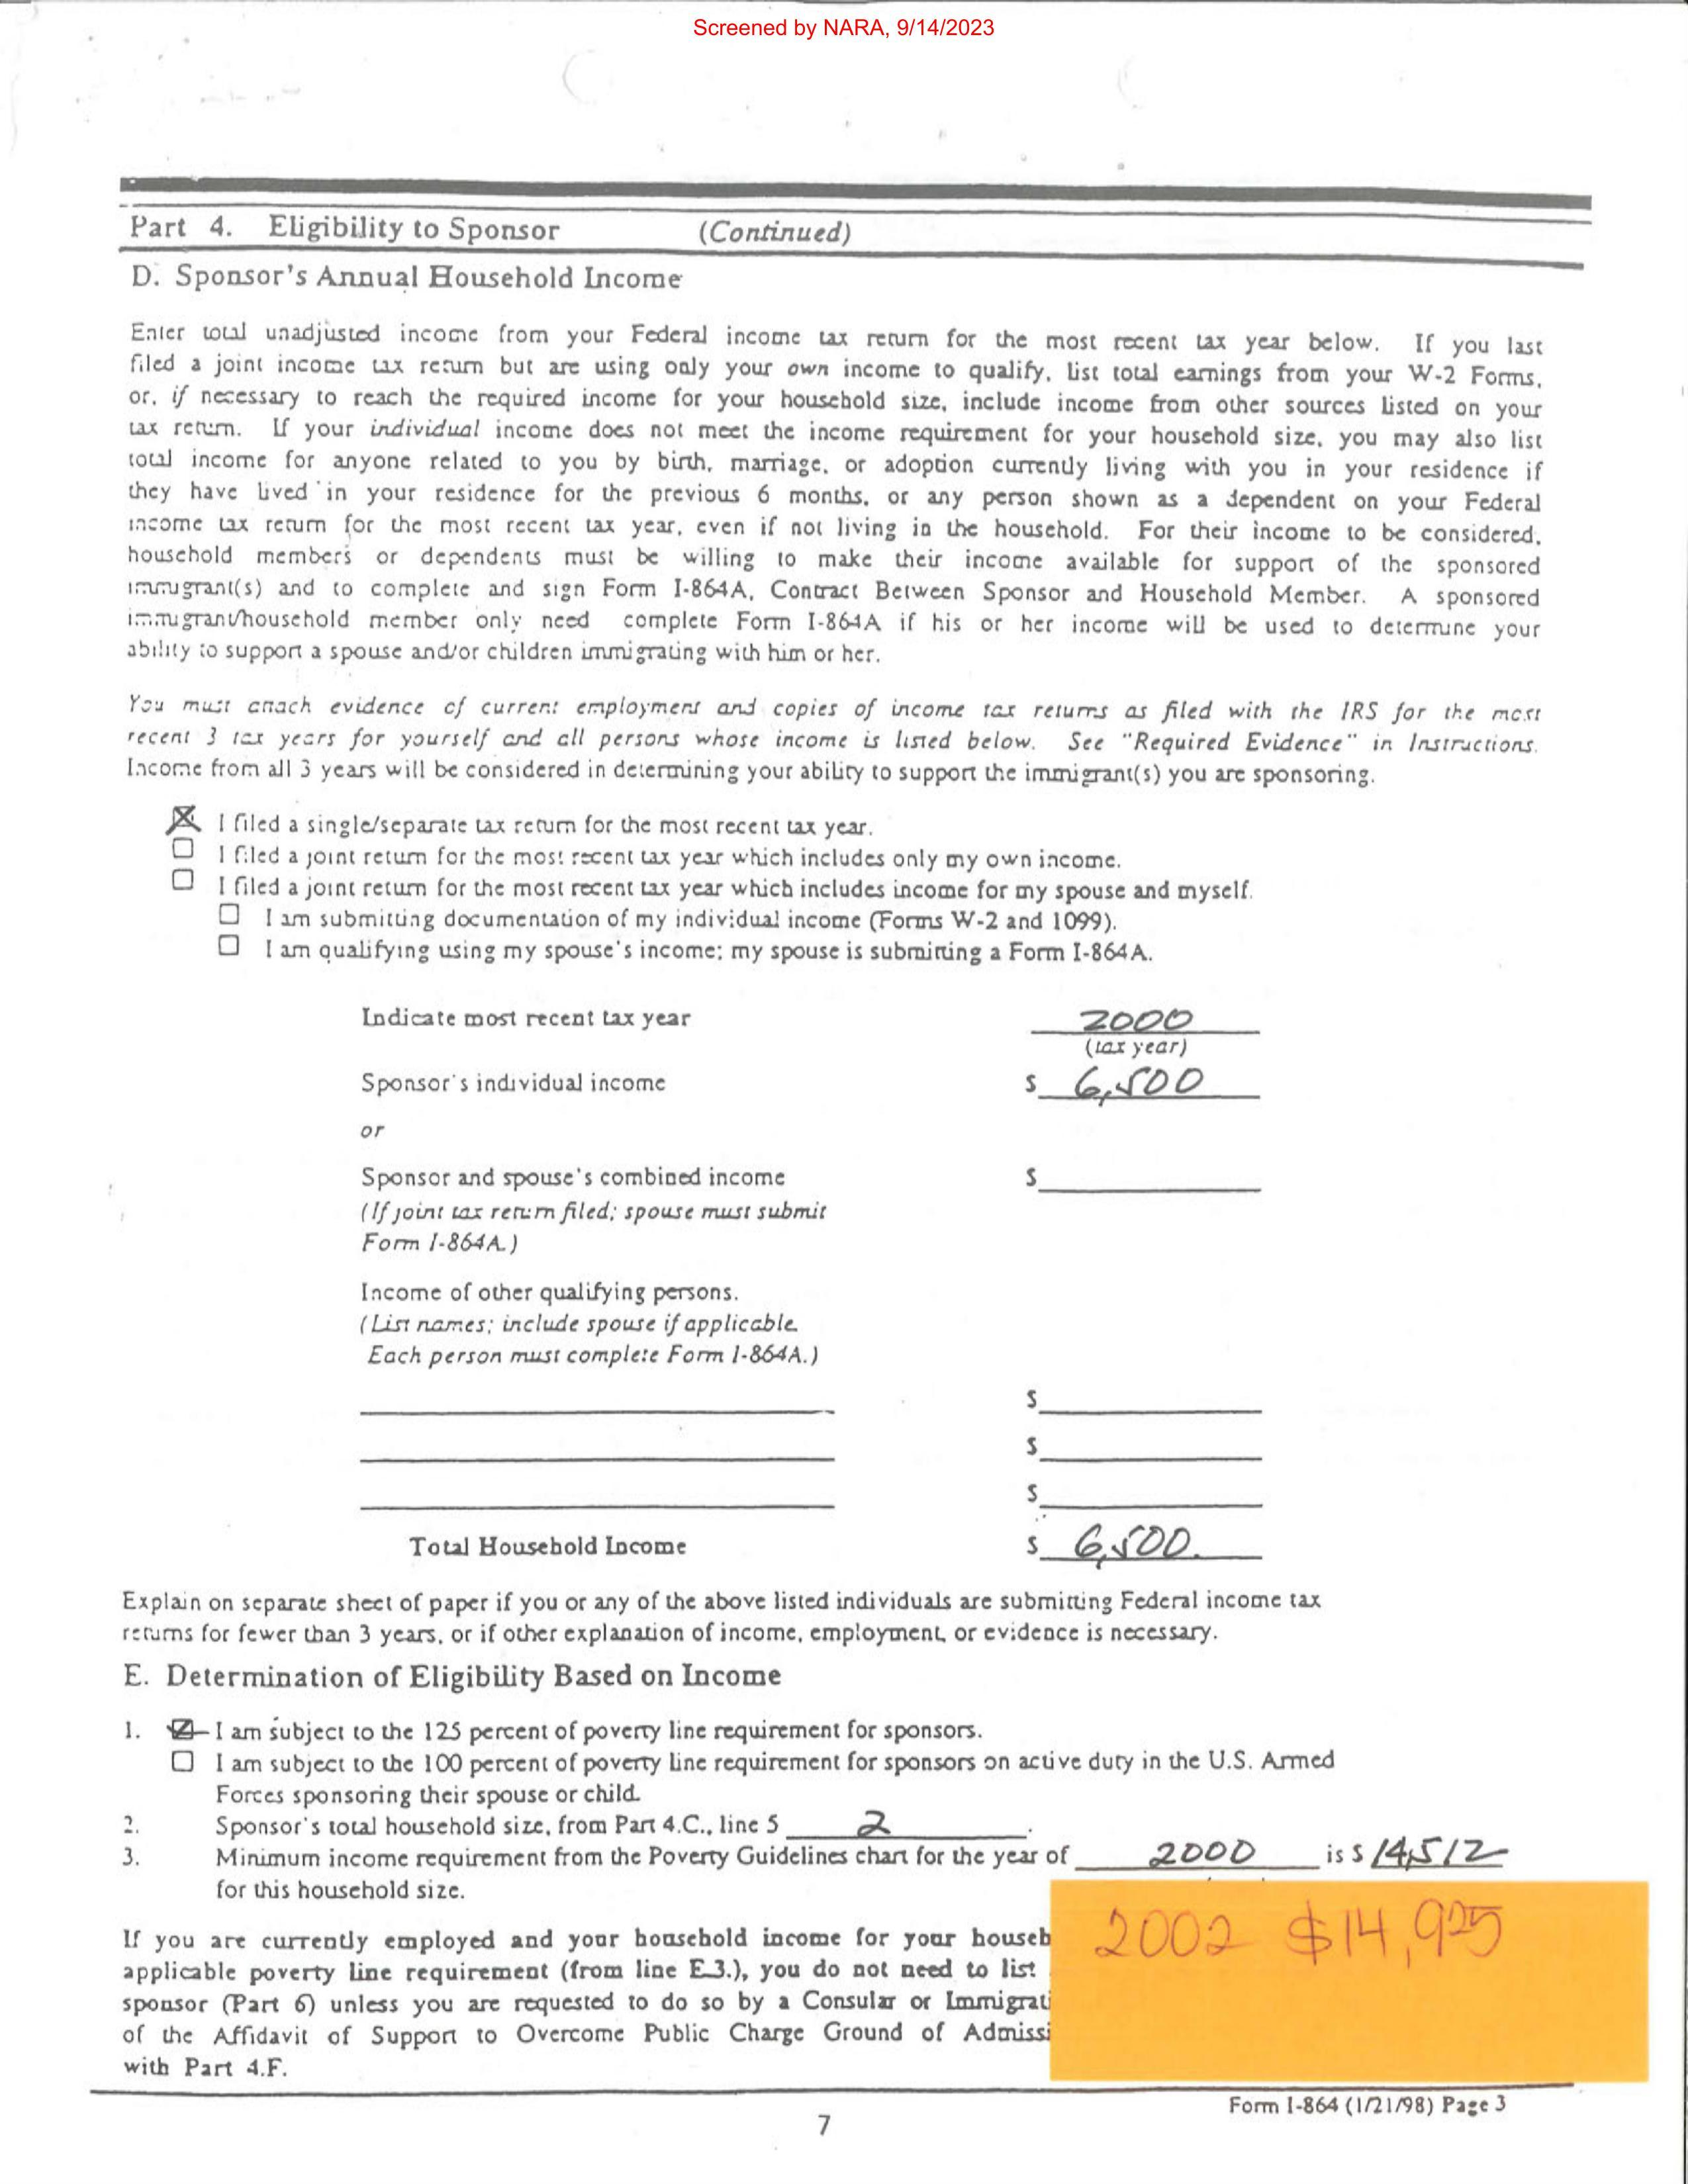 Screened by NARA, 9/14/2023
Part 4. Eligibility to Sponsor (Continued)
D. Sponsor's Annual Household Income
Enter total unadjusted income from your Federal income tax return for the most recent tax year below. If you last
filed a joint income tax return but are using only your own income to qualify, list total earnings from your W-2 Forms,
or, if necessary to reach the required income for your household size, include income from other sources listed on your
tax return. If your individual income does not meet the income requirement for your household size, you may also list
total income for anyone related to you by birth, marriage, or adoption currently living with you in your residence if
they have lived in your residence for the previous 6 months, or any person shown as a dependent on your Federal
income tax return for the most recent tax year, even if not living in the household. For their income to be considered,
household members or dependents must be willing to make their income available for support of the sponsored
immigrant(s) and to complete and sign Form I-864A, Contract Between Sponsor and Household Member. A sponsored
immigrant/household member only need complete Form I-864A if his or her income will be used to determine your
ability to support a spouse and/or children immigrating with him or her.
You must attach evidence of current employment and copies of income tax returns as filed with the IRS for the most
recent 3 tax years for yourself and all persons whose income is listed below. See "Required Evidence" in Instructions.
Income from all 3 years will be considered in determining your ability to support the immigrant(s) you are sponsoring.
I filed a single/separate tax return for the most recent tax year.
I filed a joint return for the most recent tax year which includes only my own income.
I filed a joint return for the most recent tax year which includes income for my spouse and myself.
I am submitting documentation of my individual income (Forms W-2 and 1099).
I am qualifying using my spouse's income; my spouse is submitting a Form I-864A.
Indicate most recent tax year 2000
(tax year)
Sponsor's individual income $ 6,500
or
Sponsor and spouse's combined income $
(If joint tax return filed; spouse must submit
Form I-864A.)
Income of other qualifying persons.
(List names; include spouse if applicable.
Each person must complete Form I-864A.)
$
$
$
Total Household Income $ 6,500.
Explain on separate sheet of paper if you or any of the above listed individuals are submitting Federal income tax
returns for fewer than 3 years, or if other explanation of income, employment, or evidence is necessary.
E. Determination of Eligibility Based on Income
1. I am subject to the 125 percent of poverty line requirement for sponsors.
I am subject to the 100 percent of poverty line requirement for sponsors on active duty in the U.S. Armed
Forces sponsoring their spouse or child.
2. Sponsor's total household size, from Part 4.C., line 5 2 .
3. Minimum income requirement from the Poverty Guidelines chart for the year of 2000 is $ 14,512
for this household size.
2002 $14,925
If you are currently employed and your household income for your househ
applicable poverty line requirement (from line E.3.), you do not need to list
sponsor (Part 6) unless you are requested to do so by a Consular or Immigrati
of the Affidavit of Support to Overcome Public Charge Ground of Admissi
with Part 4.F.
Form I-864 (1/21/98) Page 3
7